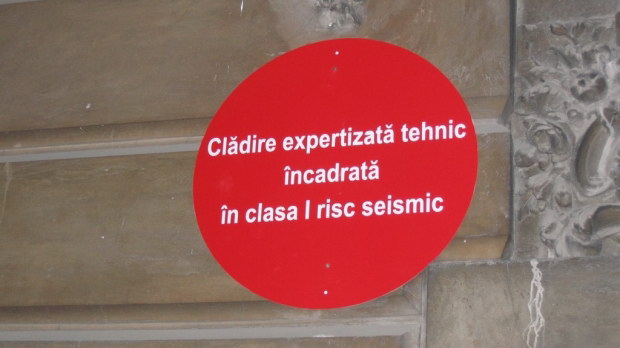 Clădire expertizată tehnic
încadrată
în clasa I risc seismic